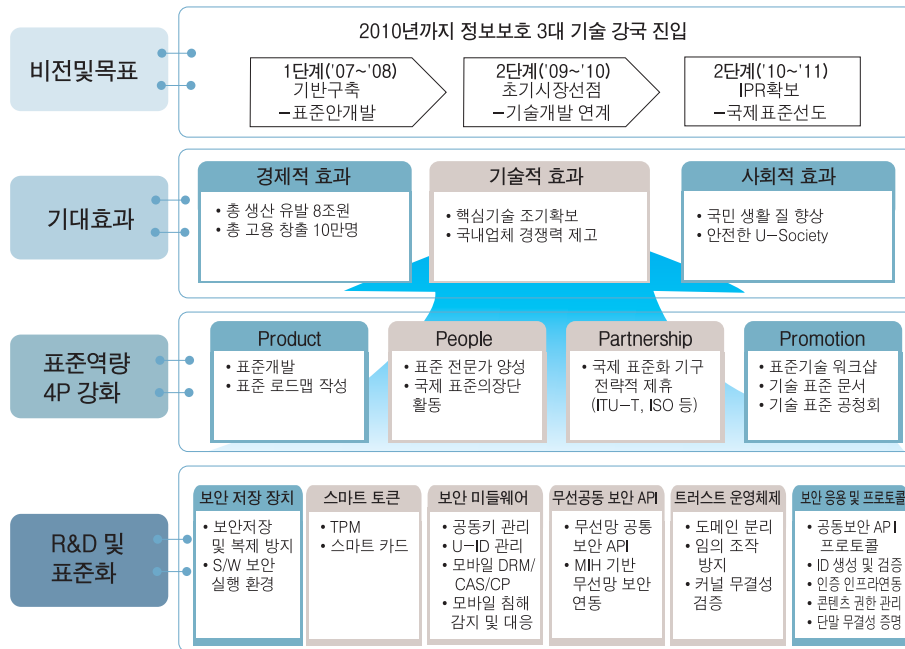 비전및목표
2010년까지 정보보호 3대 기술 강국 진입
1단계('07~'08)
기반구축
–표준안개발
2단계('09~'10)
초기시장선점
–기술개발 연계
2단계('10~'11)
IPR확보
–국제표준선도
기대효과
경제적 효과
• 총 생산 유발 8조원
• 총 고용 창출 10만명
기술적 효과
• 핵심기술 조기확보
• 국내업체 경쟁력 제고
사회적 효과
• 국민 생활 질 향상
• 안전한 U–Society
표준역량
4P 강화
Product
• 표준개발
• 표준 로드맵 작성
People
• 표준 전문가 양성
• 국제 표준의장단
활동
Partnership
• 국제 표준화 기구
전략적 제휴
(ITU–T, ISO 등)
Promotion
• 표준기술 워크샵
• 기술 표준 문서
• 기술 표준 공청회
R&D 및
표준화
보안 저장 장치
• 보안저장
및 복제 방지
• S/W 보안
실행 환경
스마트 토큰
• TPM
• 스마트 카드
보안 미들웨어
• 공동키 관리
• U–ID 관리
• 모바일 DRM/
CAS/CP
• 모바일 침해
감지 및 대응
무선공동 보안 API
• 무선망 공통
보안 API
• MIH 기반
무선망 보안
연동
트러스트 운영체제
• 도메인 분리
• 임의 조작
방지
• 커널 무결성
검증
보안 응용 및 프로토콜
• 공동보안 API
프로토콜
• ID 생성 및 검증
• 인증 인프라연동
• 콘텐츠 권한 관리
• 단말 무결성 증명